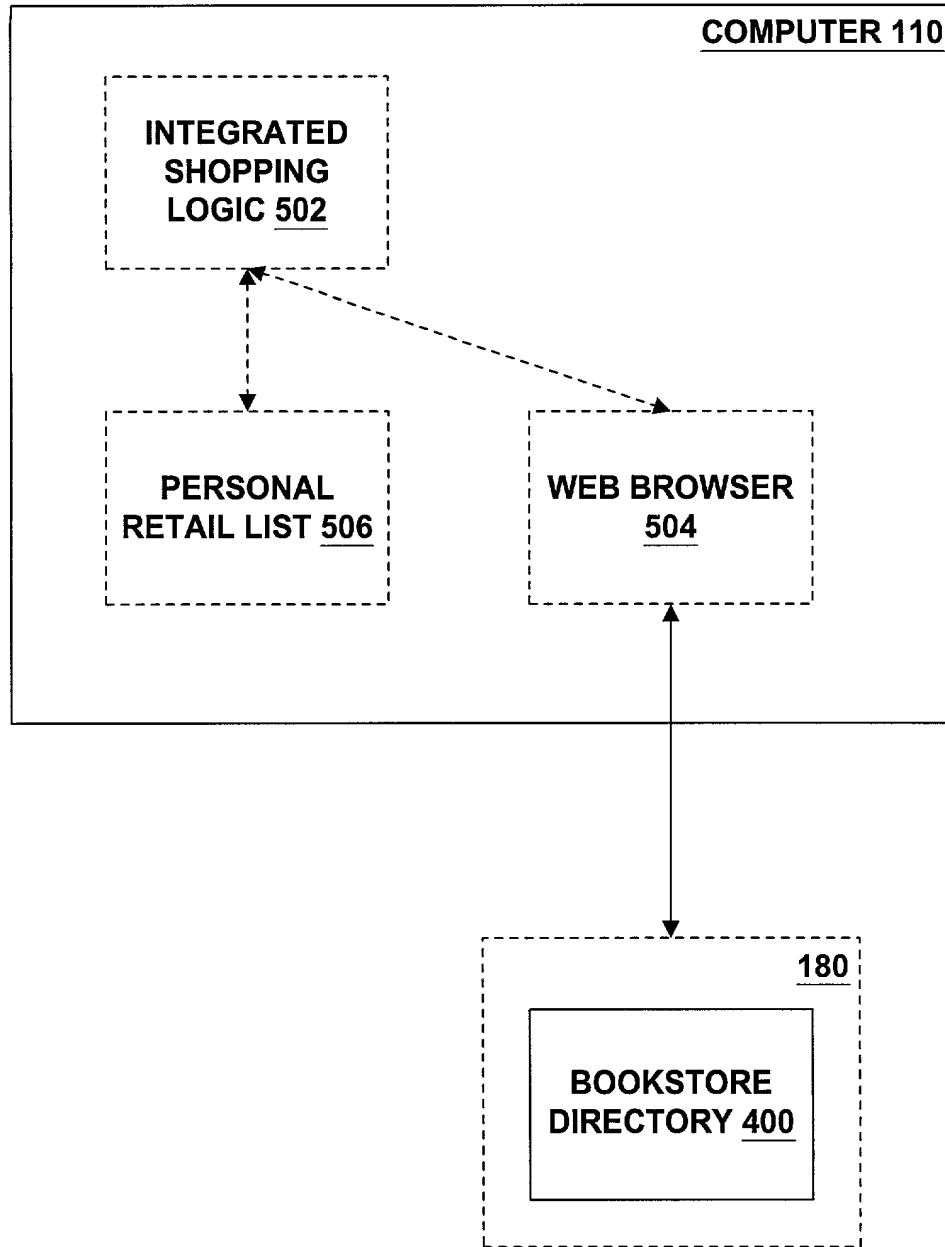 COMPUTER 110
INTEGRATED
SHOPPING
LOGIC 502
PERSONAL
RETAIL LIST 506
WEB BROWSER
504
180
BOOKSTORE
DIRECTORY 400